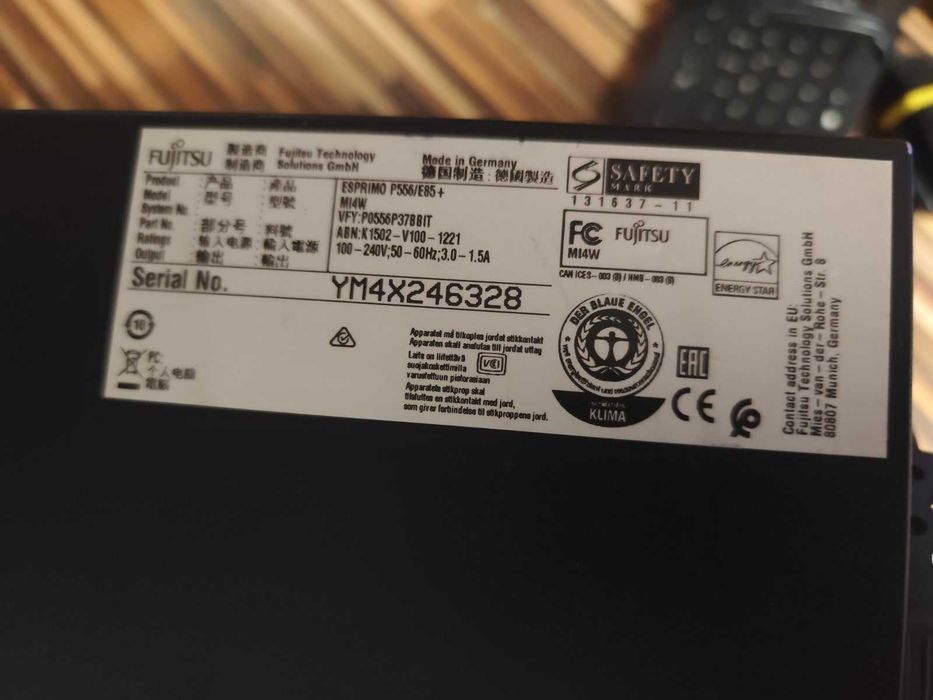 FUJITSU
製造商 Fujitsu Technology
制造商 Solutions GmbH
Made in Germany
德国制造 : 德國製造
Product 产品 : 產品 ESPRIMO P556/E85+
Model 型号 : 型號 MI4W
System No. VFY:P0556P37BBIT
Part No. 部分号 : 料號 ABN:K1502-V100-1221
Ratings 输入电源 : 輸入電源 100-240V;50-60Hz;3.0-1.5A
Output 输出 : 輸出
Serial No. YM4X246328
SAFETY
MARK
131637-11
FC FUJITSU
MI4W
CAN ICES-003 (B) / NMB-003 (B)
energy
ENERGY STAR
10
PC
个人电脑
電腦
Apparatet må tilkoples jordet stikkontakt
Apparaten skall anslutas till jordat uttag
Laite on liitettävä
suojakoskettimilla
varustettuun pistorasiaan
VCI
Apparatets stikprop skal
tilsluttes en stikkontakt med jord,
som giver forbindelse til stikproppens jord.
DER BLAUE ENGEL
KLIMA
EAC
CE
Contact address in EU:
Fujitsu Technology Solutions GmbH
Mies-van-der-Rohe-Str. 8
80807 Munich, Germany